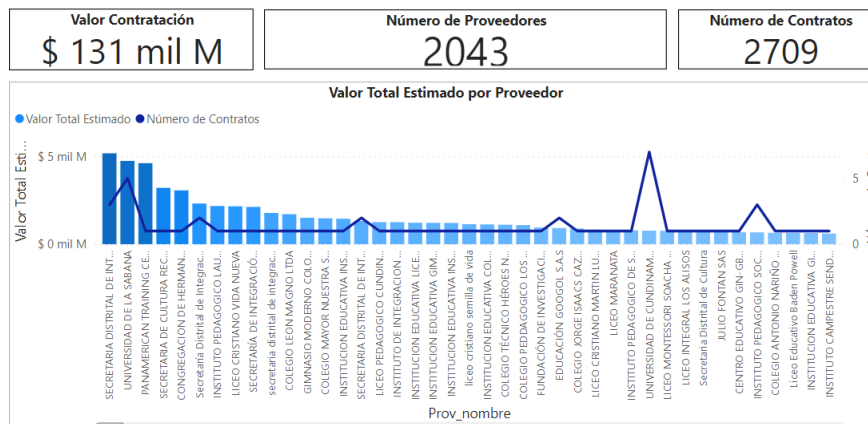 Valor Contratación
$ 131 mil M
Número de Proveedores
2043
Número de Contratos
2709
Valor Total Estimado por Proveedor
Valor Total Estimado
Número de Contratos
Valor Total Esti...
$ 5 mil M
$ 0 mil M
5
0
SECRETARIA DISTRITAL DE INT...
UNIVERSIDAD DE LA SABANA
PANAMERICAN TRAINING CE...
SECRETARIA DE CULTURA REC...
CONGREGACION DE HERMAN...
Secretaria Distrital de Integrac...
INSTITUTO PEDAGOGICO LAU...
LICEO CRISTIANO VIDA NUEVA
SECRETARÍA DE INTEGRACIÓ...
secretaria distrital de integrac...
COLEGIO LEON MAGNO LTDA
GIMNASIO MODERNO COLO...
COLEGIO MAYOR NUESTRA S...
INSTITUCION EDUCATIVA INS...
SECRETARIA DISTRITAL DE INT...
LICEO PEDAGOGICO CUNDIN...
INSTITUTO DE INTEGRACION ...
INSTITUCION EDUCATIVA LICE...
INSTITUCION EDUCATIVA GIM...
INSTITUCION EDUCATIVA INS...
liceo cristiano semilla de vida
INSTITUCION EDUCATIVA COL...
COLEGIO TÉCNICO HÉROES N...
COLEGIO PEDDAGOGICO LOS ...
FUNDACIÓN DE INVESTIGACI...
EDUCACIÓN GOOGOL S.A.S
COLEGIO JORGE ISAACS CAZ...
LICEO CRISTIANO MARTIN LU...
LICEO MARANATA
INSTITUTO PEDAGOGICO DE S...
UNIVERSIDAD DE CUNDINAM...
LICEO MONTESSORI SOACHA ...
LICEO INTEGRAL LOS ALISOS
Secretaria Distrital de Cultura
JULIO FONTAN SAS
CENTRO EDUCATIVO GIN-GB...
INSTITUTO PEDAGOGICO SOC...
COLEGIO ANTONIO NARIÑO ...
Liceo Educativo Baden Powell
INSTITUCION EDUCATIVA GI...
INSTITUTO CAMPESTRE SEND...
Prov_nombre